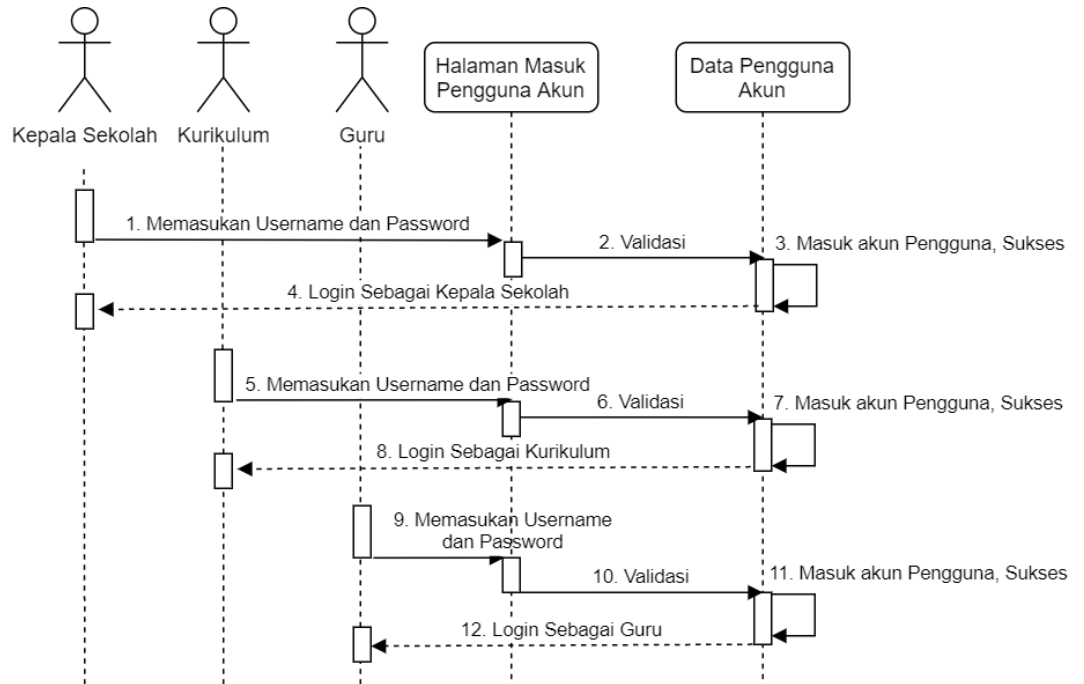 Kepala Sekolah
Kurikulum
Guru
Halaman Masuk
Pengguna Akun
Data Pengguna
Akun
1. Memasukan Username dan Password
2. Validasi
3. Masuk akun Pengguna, Sukses
4. Login Sebagai Kepala Sekolah
5. Memasukan Username dan Password
6. Validasi
7. Masuk akun Pengguna, Sukses
8. Login Sebagai Kurikulum
9. Memasukan Username
dan Password
10. Validasi
11. Masuk akun Pengguna, Sukses
12. Login Sebagai Guru